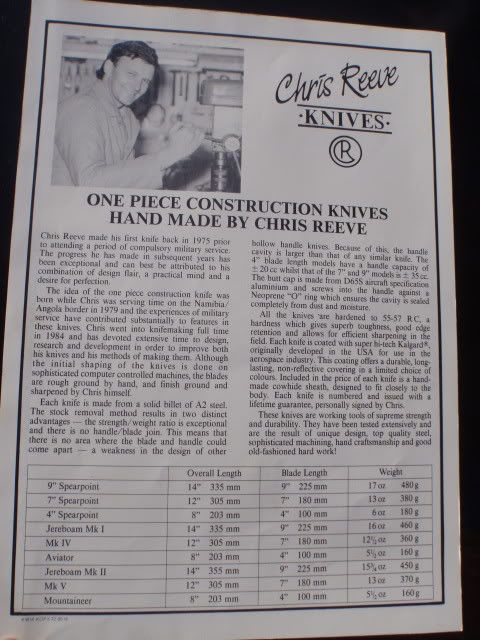 Chris Reeve
·KNIVES·
R
ONE PIECE CONSTRUCTION KNIVES
HAND MADE BY CHRIS REEVE
Chris Reeve made his first knife back in 1975 prior
to attending a period of compulsory military service.
The progress he has made in subsequent years has
been exceptional and can best be attributed to his
combination of design flair, a practical mind and a
desire for perfection.
The idea of the one piece construction knife was
born while Chris was serving time on the Namibia/
Angola border in 1979 and the experiences of military
service have contributed substantially to features in
these knives. Chris went into knifemaking full time
in 1984 and has devoted extensive time to design,
research and development in order to improve both
his knives and his methods of making them. Although
the initial shaping of the knives is done on
sophisticated computer controlled machines, the blades
are rough ground by hand, and finish ground and
sharpened by Chris himself.
Each knife is made from a solid billet of A2 steel.
The stock removal method results in two distinct
advantages — the strength/weight ratio is exceptional
and there is no handle/blade join. This means that
there is no area where the blade and handle could
come apart — a weakness in the design of other
hollow handle knives. Because of this, the handle
cavity is larger than that of any similar knife. The
4" blade length models have a handle capacity of
± 20 cc whilst that of the 7" and 9" models is ± 35 cc.
The butt cap is made from D65S aircraft specification
aluminium and screws into the handle against a
Neoprene “O” ring which ensures the cavity is sealed
completely from dust and moisture.
All the knives are hardened to 55-57 R.C, a
hardness which gives superb toughness, good edge
retention and allows for efficient sharpening in the
field. Each knife is coated with super hi-tech Kalgard®,
originally developed in the USA for use in the
aerospace industry. This coating offers a durable, long-
lasting, non-reflective covering in a limited choice of
colours. Included in the price of each knife is a hand-
made cowhide sheath, designed to fit closely to the
body. Each knife is numbered and issued with a
lifetime guarantee, personally signed by Chris.
These knives are working tools of supreme strength
and durability. They have been tested extensively and
are the result of unique design, top quality steel,
sophisticated machining, hand craftsmanship and good
old-fashioned hard work!
Overall Length Blade Length Weight
9" Spearpoint 14" 335 mm 9" 225 mm 17 oz 480 g
7" Spearpoint 12" 305 mm 7" 180 mm 13 oz 380 g
4" Spearpoint 8" 203 mm 4" 100 mm 6 oz 180 g
Jereboam Mk I 14" 335 mm 9" 225 mm 16 oz 460 g
Mk IV 12" 305 mm 7" 180 mm 12½ oz 360 g
Aviator 8" 203 mm 4" 100 mm 5½ oz 160 g
Jereboam Mk II 14" 355 mm 9" 225 mm 15¾ oz 450 g
Mk V 12" 305 mm 7" 180 mm 13 oz 370 g
Mountaineer 8" 203 mm 4" 100 mm 5½ oz 160 g